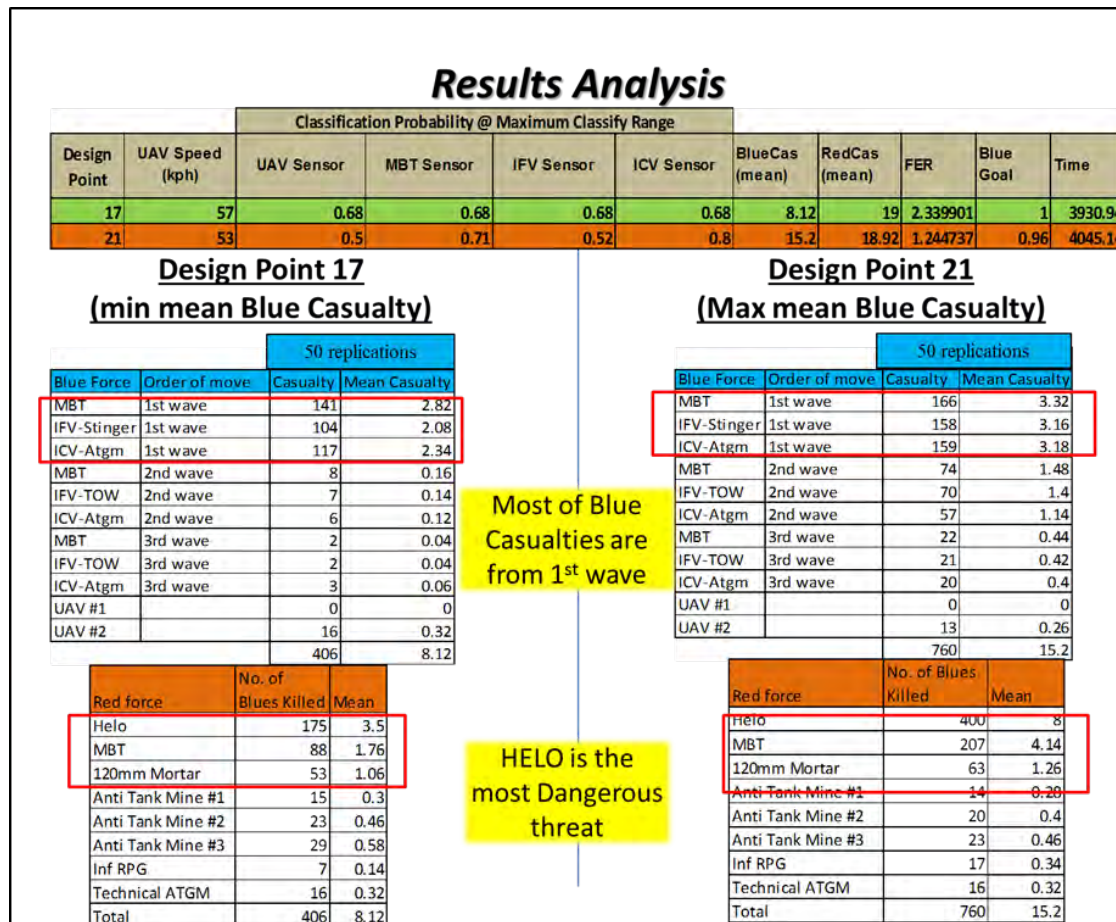 Results Analysis
Classification Probability @ Maximum Classify Range
Design Point UAV Speed (kph) UAV Sensor MBT Sensor IFV Sensor ICV Sensor BlueCas (mean) RedCas (mean) FER Blue Goal Time
17 57 0.68 0.68 0.68 0.68 8.12 19 2.339901 1 3930.9
21 53 0.5 0.71 0.52 0.8 15.2 18.92 1.244737 0.96 4045.1
Design Point 17
(min mean Blue Casualty)
50 replications
Blue Force Order of move Casualty Mean Casualty
MBT 1st wave 141 2.82
IFV-Stinger 1st wave 104 2.08
ICV-Atgm 1st wave 117 2.34
MBT 2nd wave 8 0.16
IFV-TOW 2nd wave 7 0.14
ICV-Atgm 2nd wave 6 0.12
MBT 3rd wave 2 0.04
IFV-TOW 3rd wave 2 0.04
ICV-Atgm 3rd wave 3 0.06
UAV #1 0 0
UAV #2 16 0.32
406 8.12
Red force No. of Blues Killed Mean
Helo 175 3.5
MBT 88 1.76
120mm Mortar 53 1.06
Anti Tank Mine #1 15 0.3
Anti Tank Mine #2 23 0.46
Anti Tank Mine #3 29 0.58
Inf RPG 7 0.14
Technical ATGM 16 0.32
Total 406 8.12
Most of Blue
Casualties are
from 1st wave
HELO is the
most Dangerous
threat
Design Point 21
(Max mean Blue Casualty)
50 replications
Blue Force Order of move Casualty Mean Casualty
MBT 1st wave 166 3.32
IFV-Stinger 1st wave 158 3.16
ICV-Atgm 1st wave 159 3.18
MBT 2nd wave 74 1.48
IFV-TOW 2nd wave 70 1.4
ICV-Atgm 2nd wave 57 1.14
MBT 3rd wave 22 0.44
IFV-TOW 3rd wave 21 0.42
ICV-Atgm 3rd wave 20 0.4
UAV #1 0 0
UAV #2 13 0.26
760 15.2
Red force No. of Blues Killed Mean
Helo 400 8
MBT 207 4.14
120mm Mortar 63 1.26
Anti Tank Mine #1 14 0.28
Anti Tank Mine #2 20 0.4
Anti Tank Mine #3 23 0.46
Inf RPG 17 0.34
Technical ATGM 16 0.32
Total 760 15.2